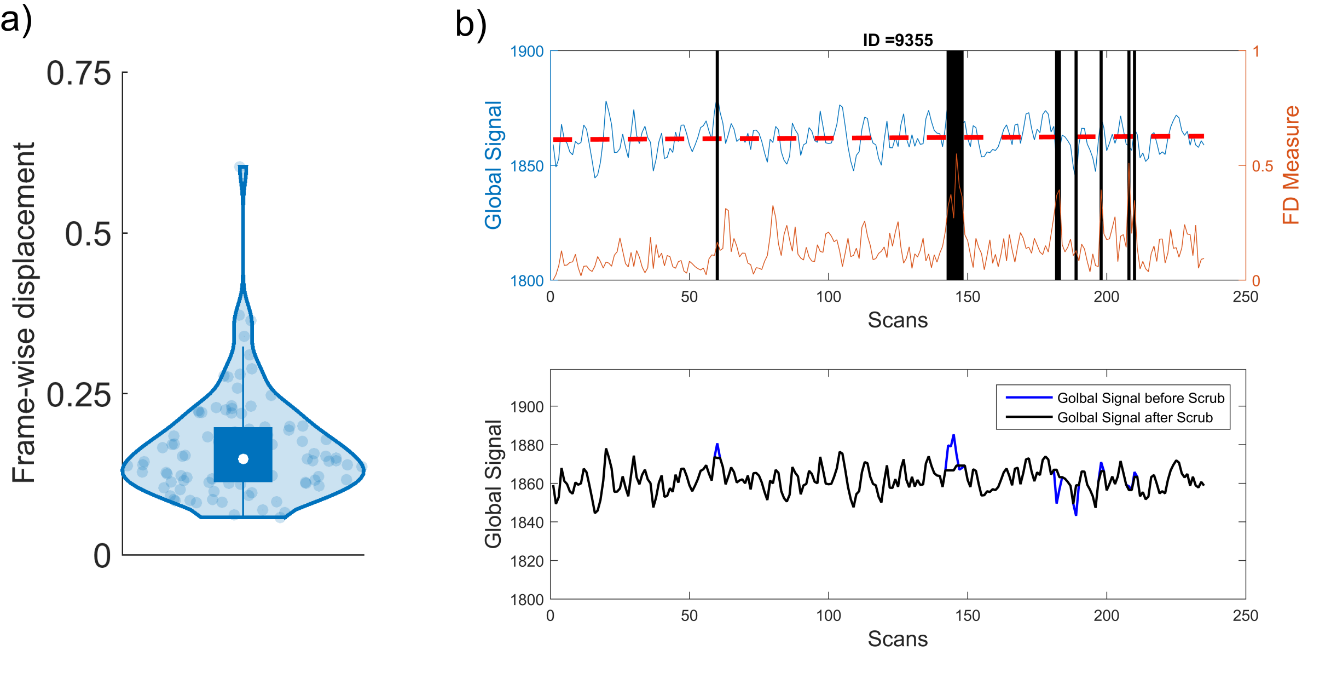 a)
Frame-wise displacement
0.75
0.5
0.25
0
b)
ID =9355
Global Signal
1900
1850
1800
1
0.5
0
FD Measure
0 50 100 150 200 250
Scans
Golbal Signal before Scrub
Golbal Signal after Scrub
Global Signal
1900
1880
1860
1840
1820
1800
0 50 100 150 200 250
Scans